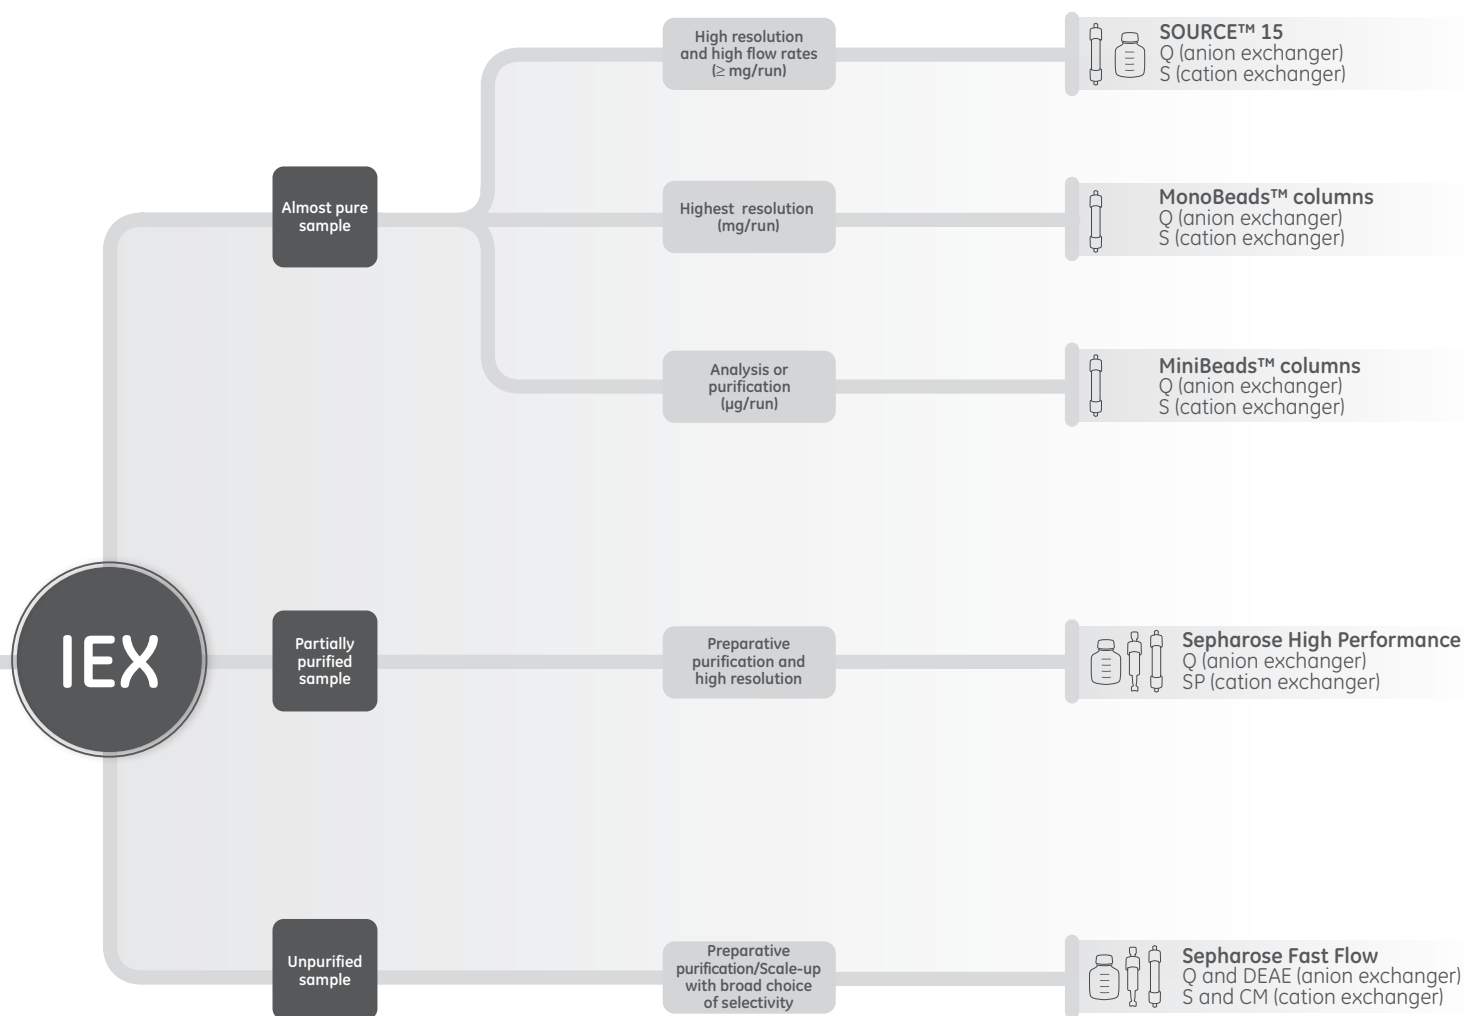 High resolution
and high flow rates
(≥ mg/run)
SOURCE™ 15
Q (anion exchanger)
S (cation exchanger)
Almost pure
sample
Highest resolution
(mg/run)
MonoBeads™ columns
Q (anion exchanger)
S (cation exchanger)
Analysis or
purification
(µg/run)
MiniBeads™ columns
Q (anion exchanger)
S (cation exchanger)
IEX
Partially
purified
sample
Preparative
purification and
high resolution
Sepharose High Performance
Q (anion exchanger)
SP (cation exchanger)
Unpurified
sample
Preparative
purification/Scale-up
with broad choice
of selectivity
Sepharose Fast Flow
Q and DEAE (anion exchanger)
S and CM (cation exchanger)